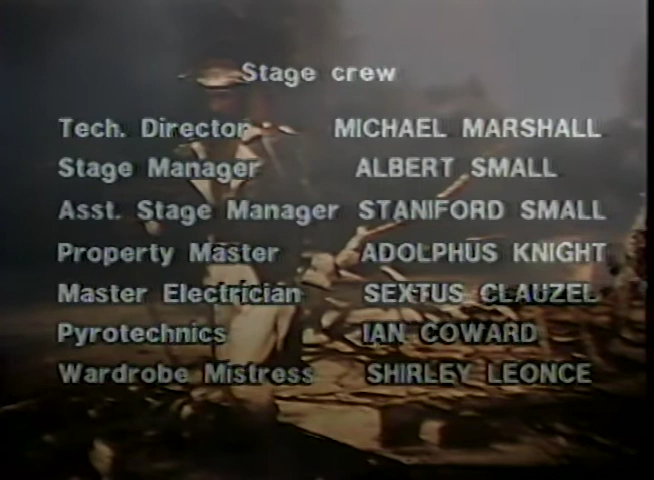 Stage crew
Tech. Director MICHAEL MARSHALL
Stage Manager ALBERT SMALL
Asst. Stage Manager STANIFORD SMALL
Property Master ADOLPHUS KNIGHT
Master Electrician SEXTUS CLAUZEL
Pyrotechnics IAN COWARD
Wardrobe Mistress SHIRLEY LEONCE